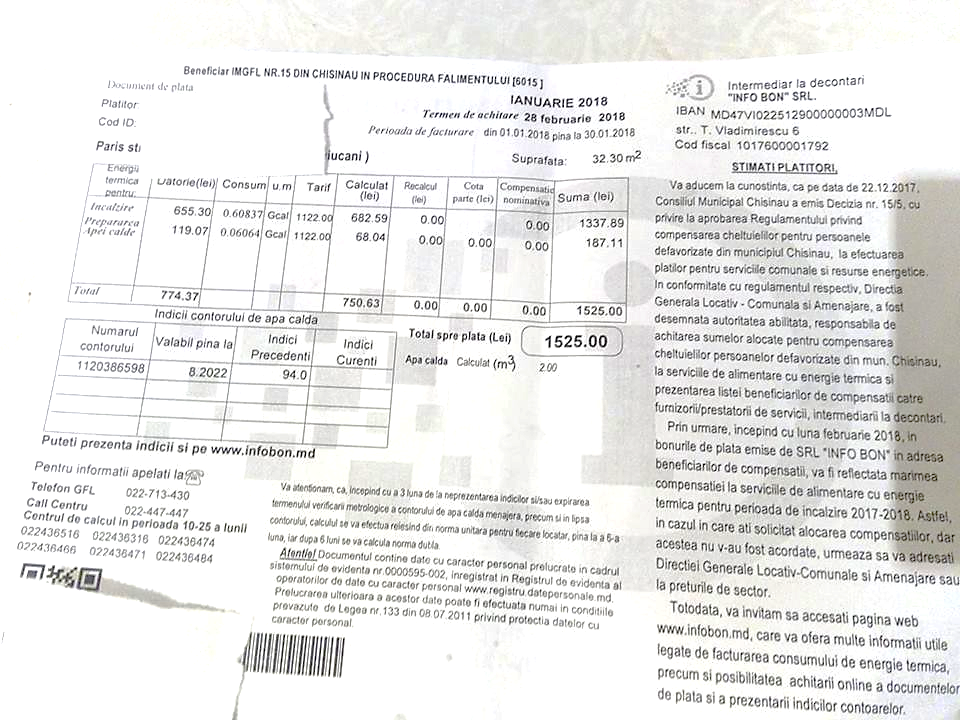 Beneficiar IMGFL NR.15 DIN CHISINAU IN PROCEDURA FALIMENTULUI [6015 ]
Document de plata
Platitor:
Cod ID:
IANUARIE 2018
Termen de achitare 28 februarie 2018
Perioada de facturare din 01.01.2018 pina la 30.01.2018
Paris st
iucani )
Suprafata: 32.30 m2
Energii termica pentru: Datorie(lei) Consum u.m Tarif Calculat (lei) Recalcul (lei) Cota parte (lei) Compensatie nominativa Suma (lei)
Incalzire 655.30 0.60837 Gcal 1122.00 682.59 0.00 0.00 1337.89
Prepararea Apei calde 119.07 0.06064 Gcal 1122.00 68.04 0.00 0.00 0.00 187.11
Total 774.37 750.63 0.00 0.00 0.00 1525.00
Indicii contorului de apa calda
Numarul contorului Valabil pina la Indici Precedenti Indici Curenti
1120386598 8.2022 94.0
Total spre plata (Lei) 1525.00
Apa calda Calculat (m3) 2.00
Puteti prezenta indicii si pe www.infobon.md
Pentru informatii apelati la
Telefon GFL 022-713-430
Call Centru 022-447-447
Centrul de calcul in perioada 10-25 a lunii
022436516 022436316 022436474
022436466 022436471 022436484
Va atentionam, ca, incepind cu a 3 luna de la neprezentarea indicilor si/sau expirarea
termenului verificarii metrologice a contorului de apa calda menajera, precum si in lipsa
contorului, calculul se va efectua reiesind din norma unitara pentru fiecare locatar, pina la a 6-a
luna, iar dupa 6 luni se va calcula norma dubla.
Atentie! Documentul contine date cu caracter personal prelucrate in cadrul
sistemului de evidenta nr.0000595-002, inregistrat in Registrul de evidenta al
operatorilor de date cu caracter personal www.registru.datepersonale.md.
Prelucrarea ulterioara a acestor date poate fi efectuata numai in conditiile
prevazute de Legea nr.133 din 08.07.2011 privind protectia datelor cu
caracter personal.
i
Intermediar la decontari
"INFO BON" SRL.
IBAN MD47VI022512900000003MDL
str., T. Vladimirescu 6
Cod fiscal 1017600001792
STIMATI PLATITORI,
Va aducem la cunostinta, ca pe data de 22.12.2017,
Consiliul Municipal Chisinau a emis Decizia nr. 15/5, cu
privire la aprobarea Regulamentului privind
compensarea cheltuielilor pentru persoanele
defavorizate din municipiul Chisinau, la efectuarea
platilor pentru serviciile comunale si resurse energetice.
In conformitate cu regulamentul respectiv, Directia
Generala Locativ - Comunala si Amenajare, a fost
desemnata autoritatea abilitata, responsabila de
achitarea sumelor alocate pentru compensarea
cheltuielilor persoanelor defavorizate din mun. Chisinau,
la serviciile de alimentare cu energie termica si
prezentarea listei beneficiarilor de compensatii catre
furnizorii/prestatorii de servicii, intermediarii la decontari.
Prin urmare, incepind cu luna februarie 2018, in
bonurile de plata emise de SRL "INFO BON" in adresa
beneficiarilor de compensatii, va fi reflectata marimea
compensatiei la serviciile de alimentare cu energie
termica pentru perioada de incalzire 2017-2018. Astfel,
in cazul in care ati solicitat alocarea compensatiilor, dar
acestea nu v-au fost acordate, urmeaza sa va adresati
Directiei Generale Locativ-Comunale si Amenajare sau
la preturile de sector.
Totodata, va invitam sa accesati pagina web
www.infobon.md, care va ofera multe informatii utile
legate de facturarea consumului de energie termica,
precum si posibilitatea achitarii online a documentelor
de plata si a prezentarii indicilor contoarelor.